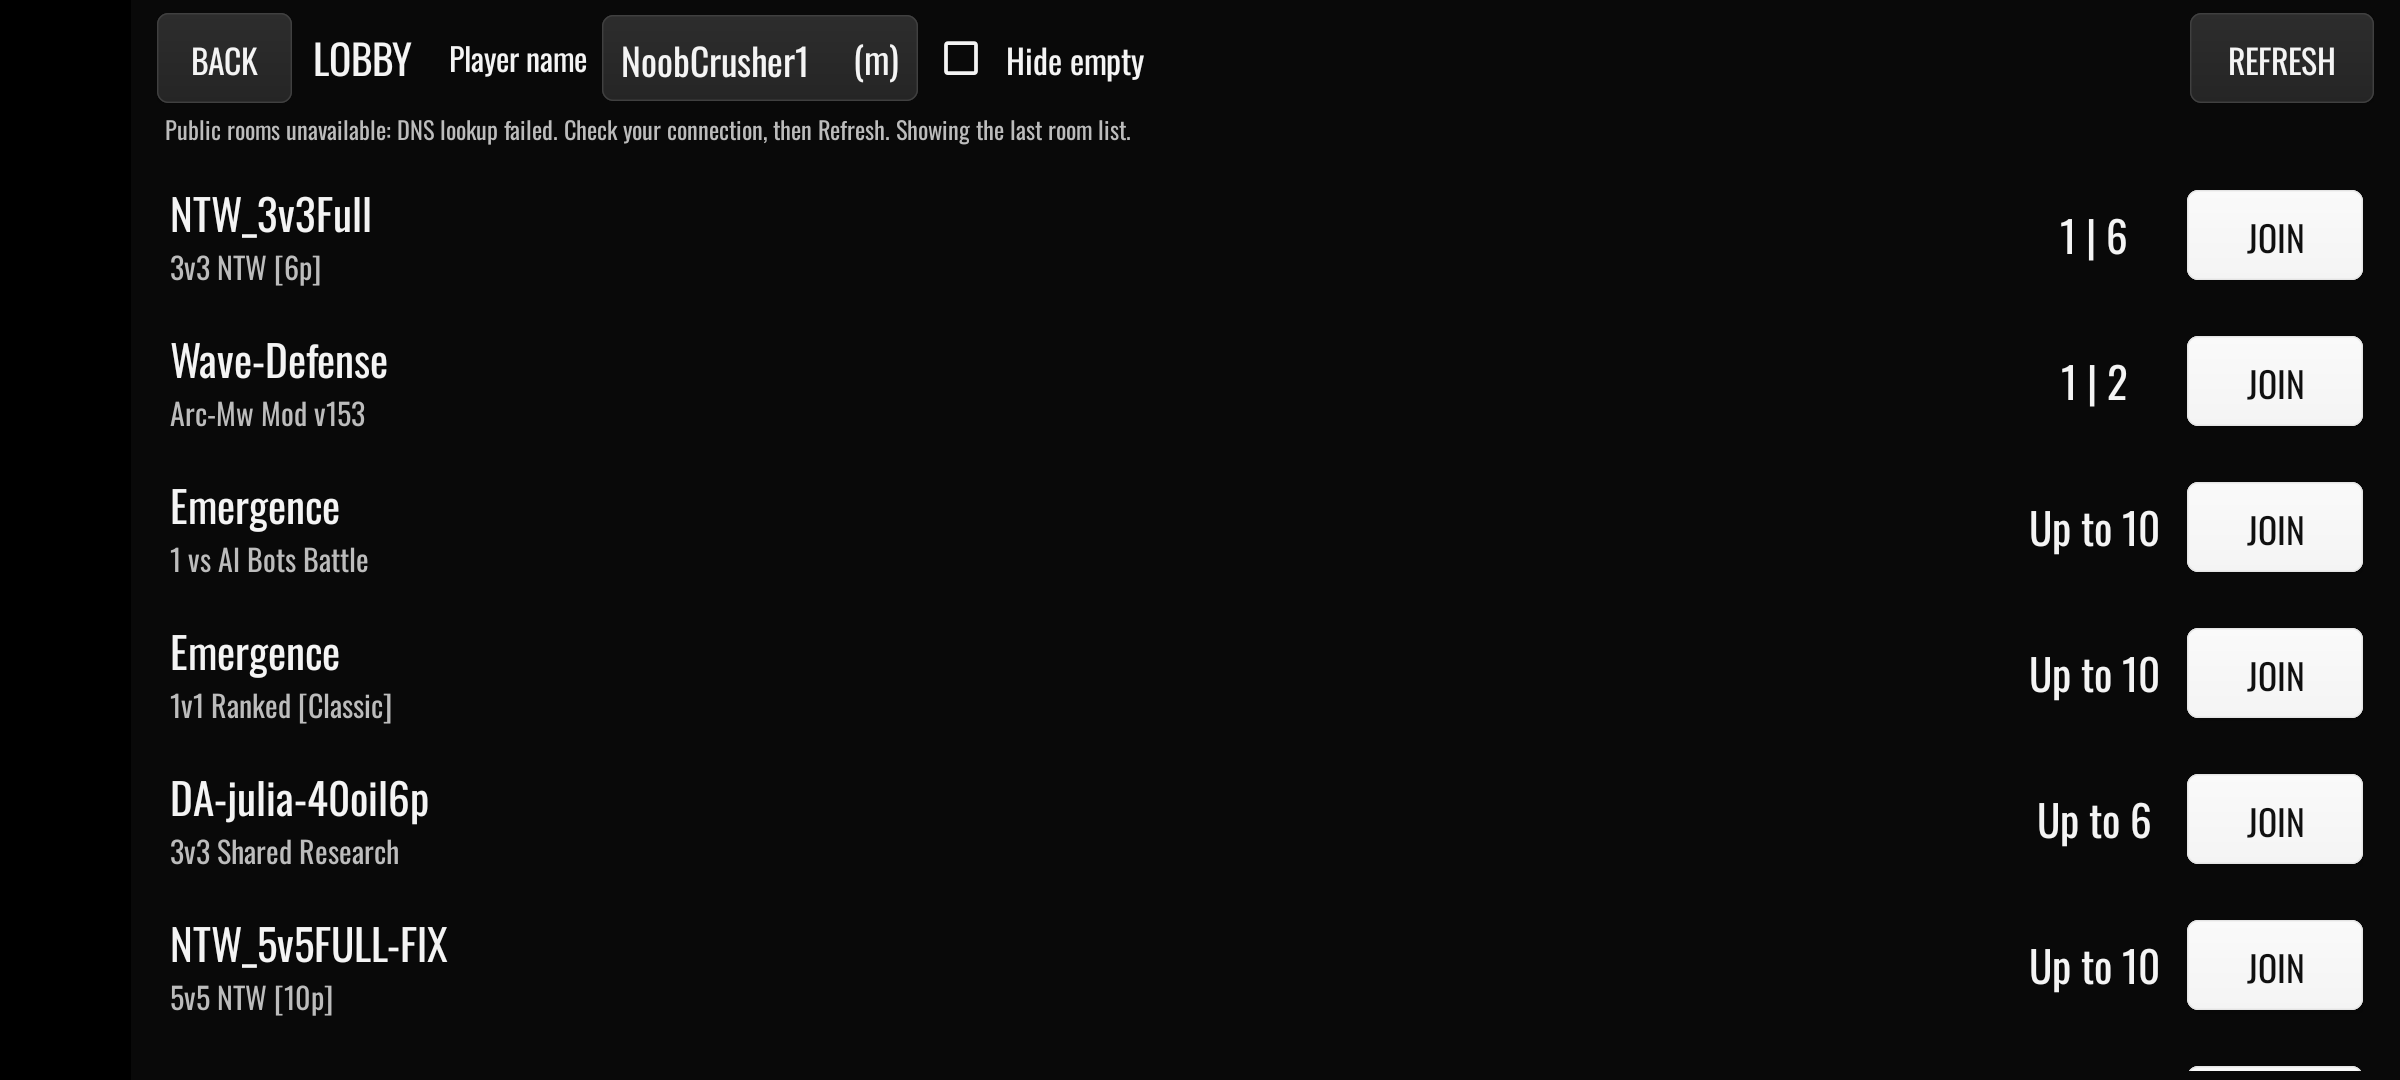 BACK LOBBY Player name NoobCrusher1 (m) Hide empty REFRESH
Public rooms unavailable: DNS lookup failed. Check your connection, then Refresh. Showing the last room list.
NTW_3v3Full
3v3 NTW [6p]
1 | 6 JOIN
Wave-Defense
Arc-Mw Mod v153
1 | 2 JOIN
Emergence
1 vs AI Bots Battle
Up to 10 JOIN
Emergence
1v1 Ranked [Classic]
Up to 10 JOIN
DA-julia-40oil6p
3v3 Shared Research
Up to 6 JOIN
NTW_5v5FULL-FIX
5v5 NTW [10p]
Up to 10 JOIN